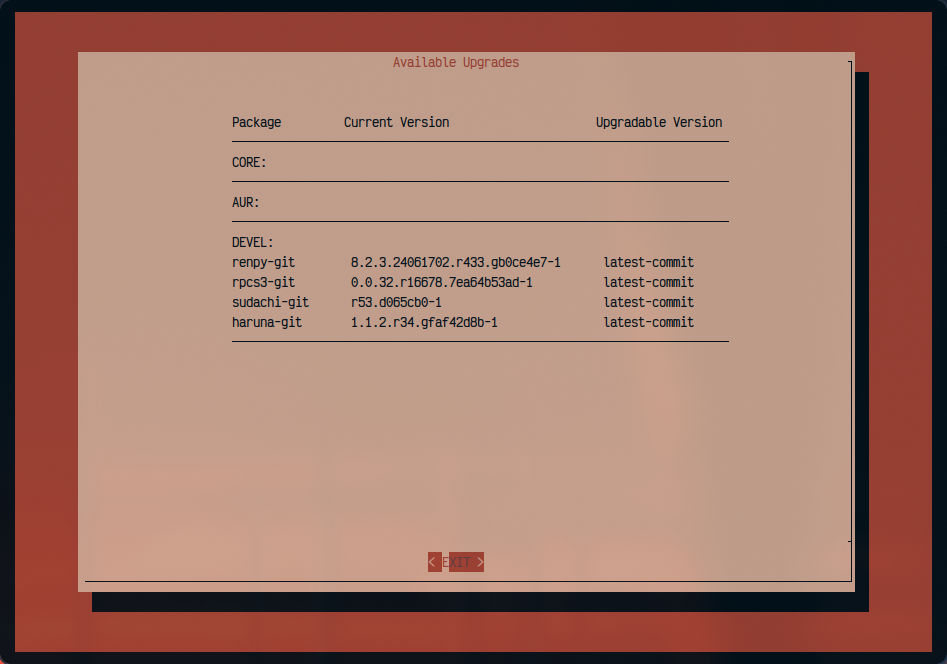 Available Upgrades
Package Current Version Upgradable Version
CORE:
AUR:
DEVEL:
renpy-git 8.2.3.24061702.r433.gb0ce4e7-1 latest-commit
rpcs3-git 0.0.32.r16678.7ea64b53ad-1 latest-commit
sudachi-git r53.d065cb0-1 latest-commit
haruna-git 1.1.2.r34.gfaf42d8b-1 latest-commit
< EXIT >